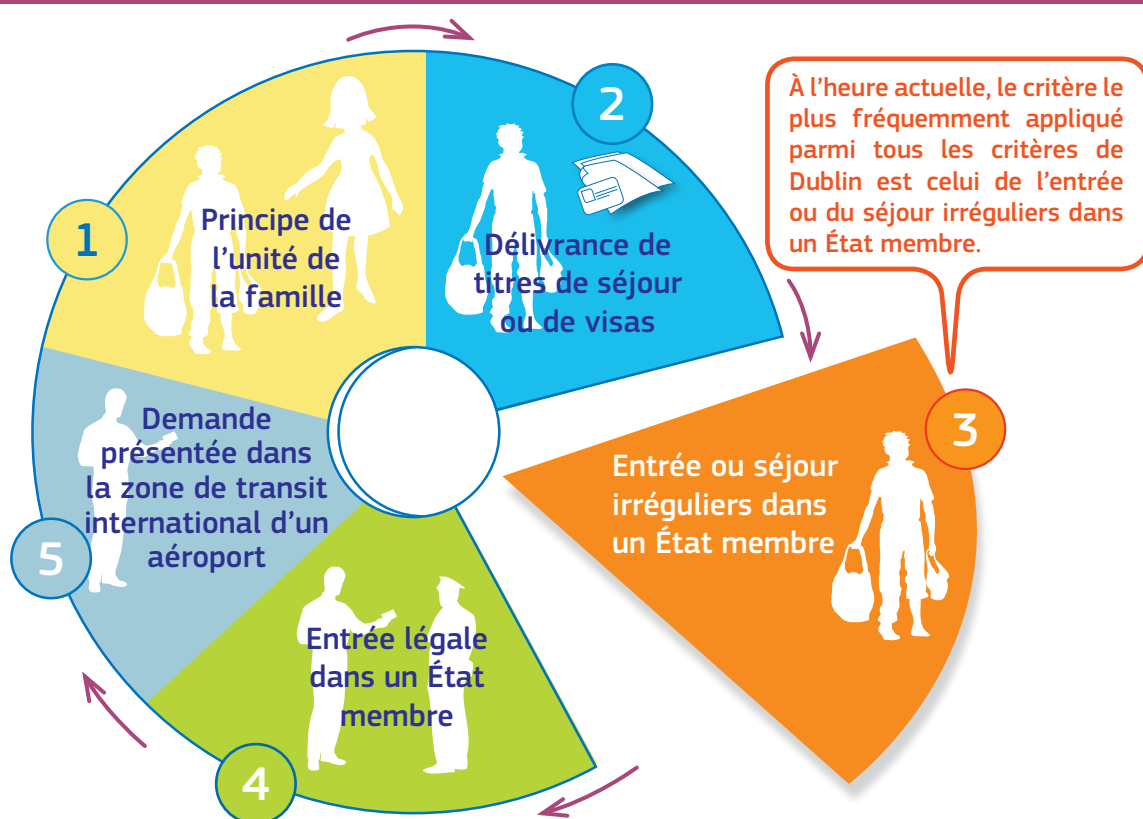 1
Principe de
l'unité de
la famille
2
Délivrance de
titres de séjour
ou de visas
À l'heure actuelle, le critère le
plus fréquemment appliqué
parmi tous les critères de
Dublin est celui de l'entrée
ou du séjour irréguliers dans
un État membre.
3
Entrée ou séjour
irréguliers dans
un État membre
4
Entrée légale
dans un État
membre
5
Demande
présentée dans
la zone de transit
international d'un
aéroport